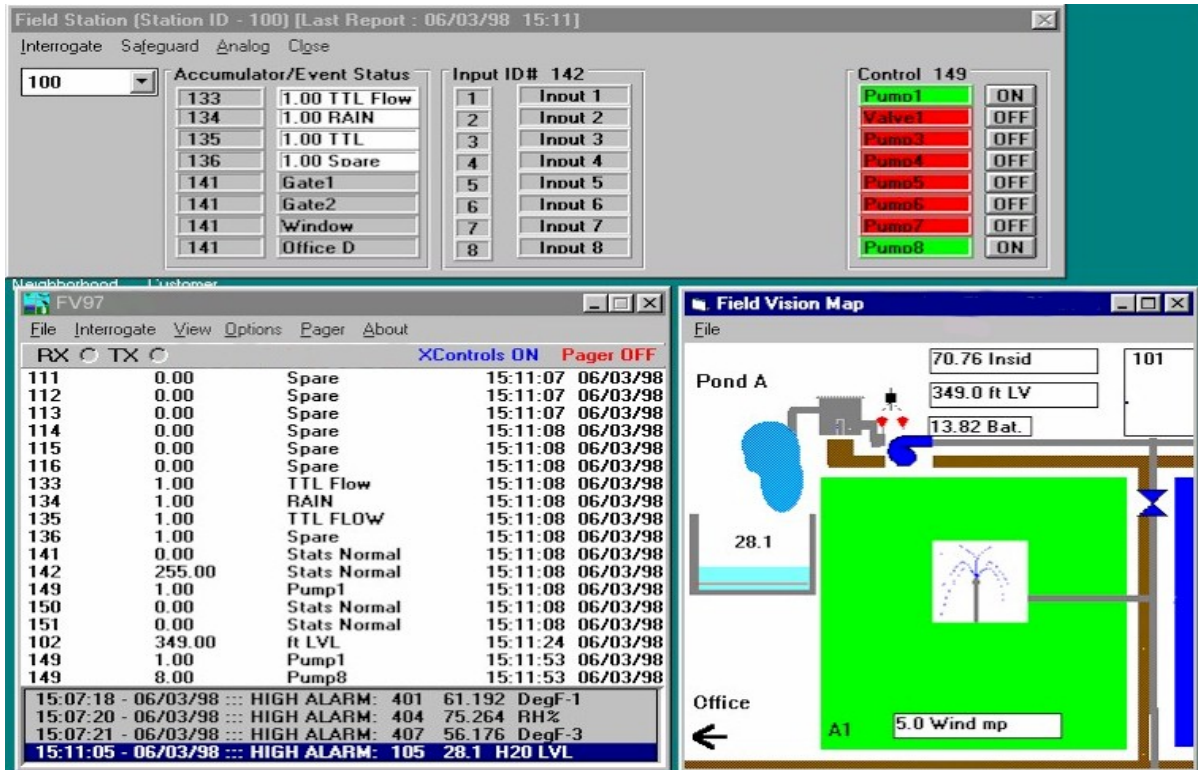 Field Station (Station ID - 100) [Last Report : 06/03/98 15:11]
Interrogate Safeguard Analog Close
100
Accumulator/Event Status
133 1.00 TTL Flow
134 1.00 RAIN
135 1.00 TTL
136 1.00 Spare
141 Gate1
141 Gate2
141 Window
141 Office D
Input ID# 142
1 Input 1
2 Input 2
3 Input 3
4 Input 4
5 Input 5
6 Input 6
7 Input 7
8 Input 8
Control 149
Pump1 ON
Valve1 OFF
Pump3 OFF
Pump4 OFF
Pump5 OFF
Pump6 OFF
Pump7 OFF
Pump8 ON
Neighborhood Customer
FV97
File Interrogate View Options Pager About
RX TX XControls ON Pager OFF
111 0.00 Spare 15:11:07 06/03/98
112 0.00 Spare 15:11:07 06/03/98
113 0.00 Spare 15:11:07 06/03/98
114 0.00 Spare 15:11:08 06/03/98
115 0.00 Spare 15:11:08 06/03/98
116 0.00 Spare 15:11:08 06/03/98
133 1.00 TTL Flow 15:11:08 06/03/98
134 1.00 RAIN 15:11:08 06/03/98
135 1.00 TTL FLOW 15:11:08 06/03/98
136 1.00 Spare 15:11:08 06/03/98
141 0.00 Stats Normal 15:11:08 06/03/98
142 255.00 Stats Normal 15:11:08 06/03/98
149 1.00 Pump1 15:11:08 06/03/98
150 0.00 Stats Normal 15:11:08 06/03/98
151 0.00 Stats Normal 15:11:08 06/03/98
102 349.00 ft LVL 15:11:24 06/03/98
149 1.00 Pump1 15:11:53 06/03/98
149 8.00 Pump8 15:11:53 06/03/98
15:07:18 - 06/03/98 ::: HIGH ALARM: 401 61.192 DegF-1
15:07:20 - 06/03/98 ::: HIGH ALARM: 404 75.264 RH%
15:07:21 - 06/03/98 ::: HIGH ALARM: 407 56.176 DegF-3
15:11:05 - 06/03/98 ::: HIGH ALARM: 105 28.1 H20 LVL
Field Vision Map
File
70.76 Insid
101
Pond A
349.0 ft LV
13.82 Bat.
28.1
Office
A1
5.0 Wind mp